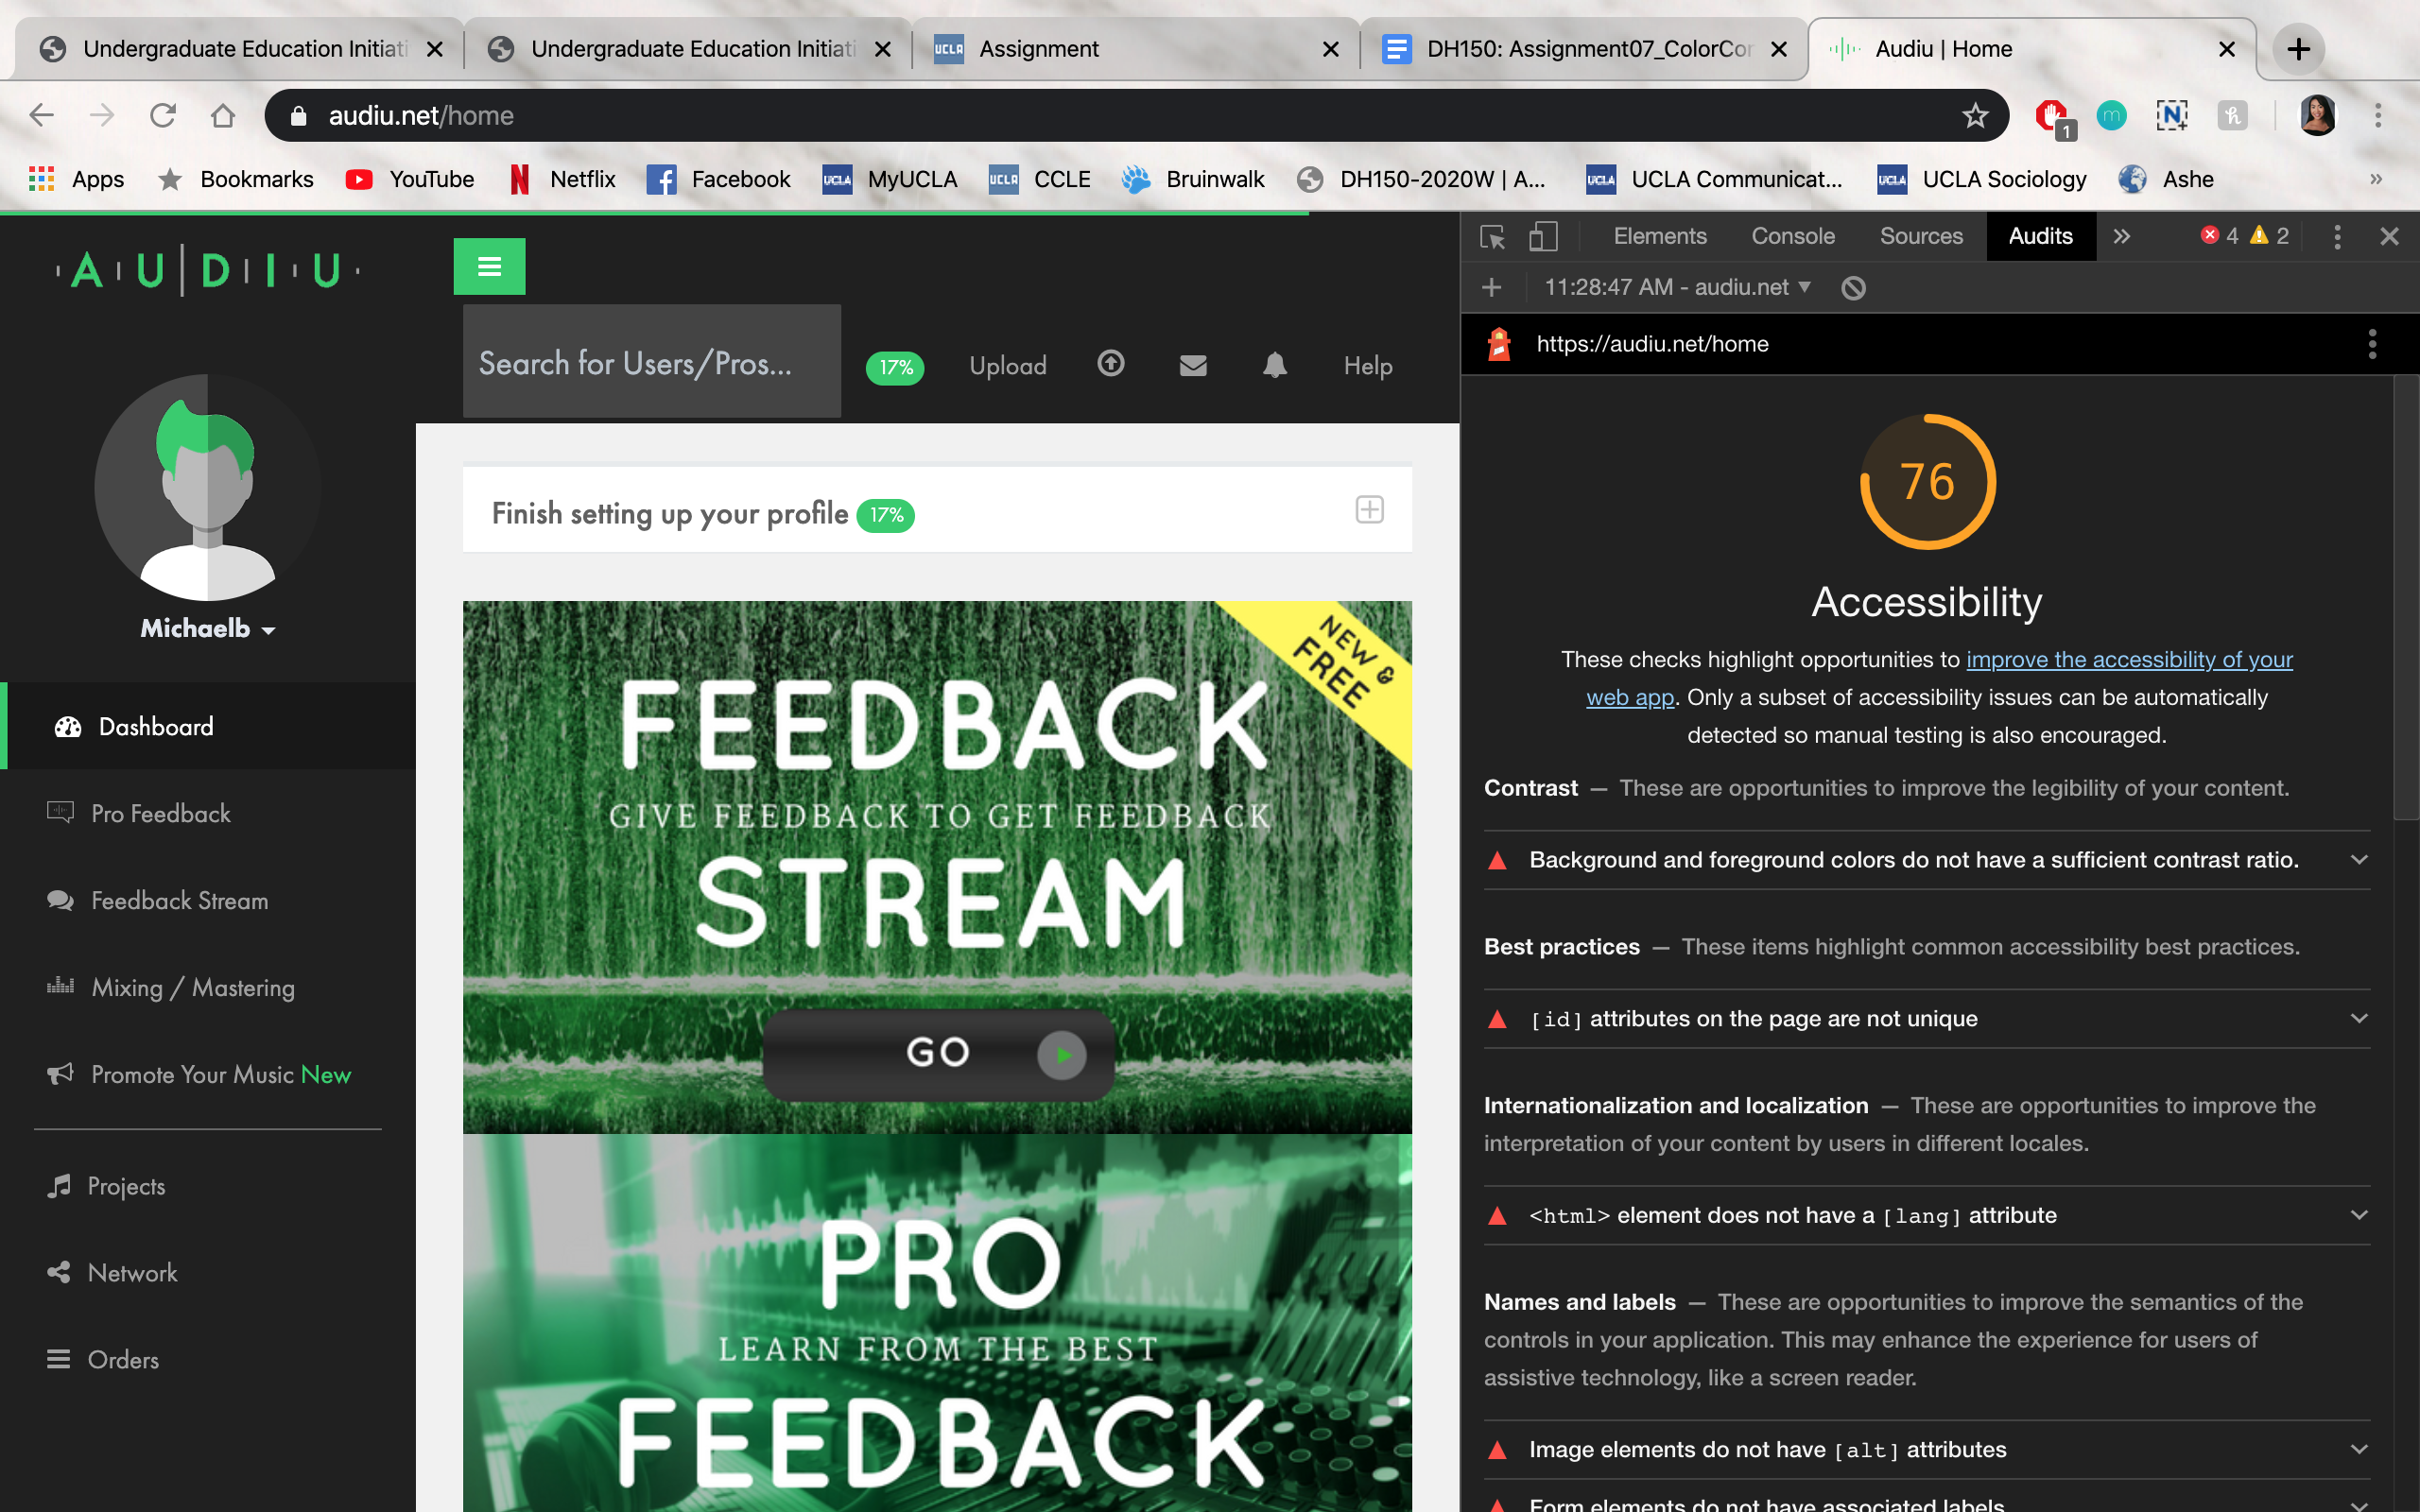 Undergraduate Education Initiati
Undergraduate Education Initiati
UCLA Assignment
DH150: Assignment07_ColorCor
Audiu | Home
audiu.net/home
1
Apps
Bookmarks
YouTube
Netflix
Facebook
UCLA MyUCLA
UCLA CCLE
Bruinwalk
DH150-2020W | A...
UCLA UCLA Communicat...
UCLA UCLA Sociology
Ashe
»
AUDIU
Search for Users/Pros...
17%
Upload
Help
Michaelb
Dashboard
Pro Feedback
Feedback Stream
Mixing / Mastering
Promote Your Music New
Projects
Network
Orders
Finish setting up your profile 17%
NEW &
FREE
FEEDBACK
GIVE FEEDBACK TO GET FEEDBACK
STREAM
GO
PRO
LEARN FROM THE BEST
FEEDBACK
Elements
Console
Sources
Audits
»
4
2
11:28:47 AM - audiu.net
https://audiu.net/home
76
Accessibility
These checks highlight opportunities to improve the accessibility of your
web app. Only a subset of accessibility issues can be automatically
detected so manual testing is also encouraged.
Contrast — These are opportunities to improve the legibility of your content.
Background and foreground colors do not have a sufficient contrast ratio.
Best practices — These items highlight common accessibility best practices.
[id] attributes on the page are not unique
Internationalization and localization — These are opportunities to improve the
interpretation of your content by users in different locales.
<html> element does not have a [lang] attribute
Names and labels — These are opportunities to improve the semantics of the
controls in your application. This may enhance the experience for users of
assistive technology, like a screen reader.
Image elements do not have [alt] attributes
Form elements do not have associated labels